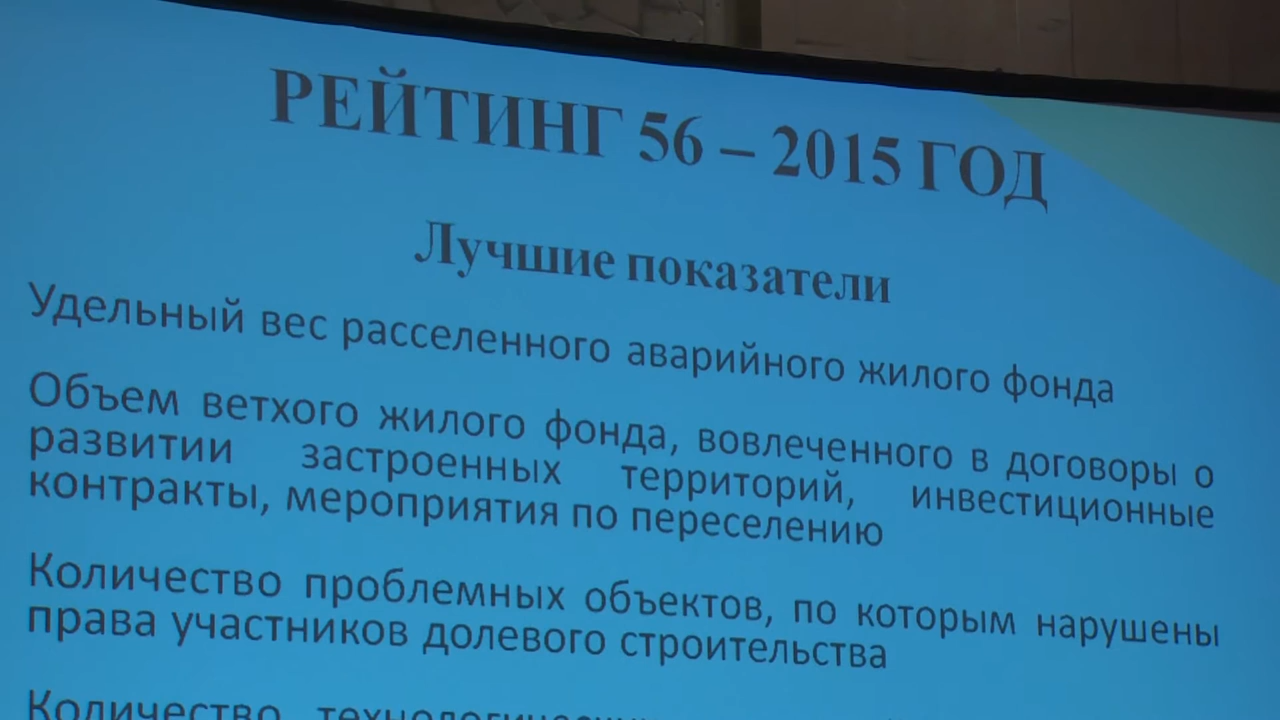 РЕЙТИНГ 56 – 2015 ГОД
Лучшие показатели
Удельный вес расселенного аварийного жилого фонда
Объем ветхого жилого фонда, вовлеченного в договоры о
развитии застроенных территорий, инвестиционные
контракты, мероприятия по переселению
Количество проблемных объектов, по которым нарушены
права участников долевого строительства
Количество